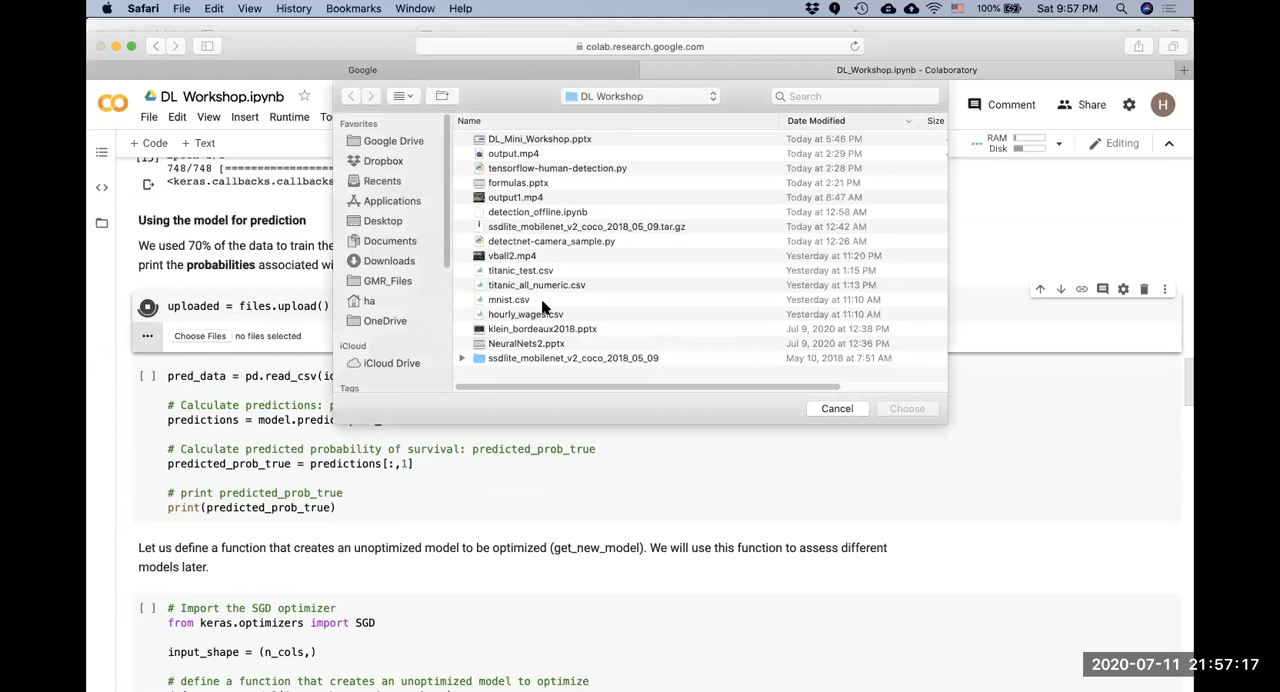 Safari File Edit View History Bookmarks Window Help 100% Sat 9:57 PM
colab.research.google.com
Google DL_Workshop.ipynb - Colaboratory
DL Workshop.ipynb
File Edit View Insert Runtime To
Comment Share H
+ Code + Text
RAM
Disk
Editing
748/748 [=====================
<keras.callbacks.callbacks
Using the model for prediction
We used 70% of the data to train the
print the probabilities associated wi
uploaded = files.upload()
Choose Files no files selected
[ ] pred_data = pd.read_csv(io
# Calculate predictions: p
predictions = model.predic
# Calculate predicted probability of survival: predicted_prob_true
predicted_prob_true = predictions[:,1]
# print predicted_prob_true
print(predicted_prob_true)
Let us define a function that creates an unoptimized model to be optimized (get_new_model). We will use this function to assess different
models later.
[ ] # Import the SGD optimizer
from keras.optimizers import SGD
input_shape = (n_cols,)
# define a function that creates an unoptimized model to optimize
DL Workshop
Search
Favorites
Google Drive
Dropbox
Recents
Applications
Desktop
Documents
Downloads
GMR_Files
ha
OneDrive
iCloud
iCloud Drive
Tags
Name Date Modified Size
DL_Mini_Workshop.pptx Today at 5:46 PM
output.mp4 Today at 2:29 PM
tensorflow-human-detection.py Today at 2:28 PM
formulas.pptx Today at 2:21 PM
output1.mp4 Today at 8:47 AM
detection_offline.ipynb Today at 12:58 AM
ssdlite_mobilenet_v2_coco_2018_05_09.tar.gz Today at 12:42 AM
detectnet-camera_sample.py Today at 12:26 AM
vball2.mp4 Yesterday at 11:20 PM
titanic_test.csv Yesterday at 1:15 PM
titanic_all_numeric.csv Yesterday at 1:13 PM
mnist.csv Yesterday at 11:10 AM
hourly_wages.csv Yesterday at 11:10 AM
klein_bordeaux2018.pptx Jul 9, 2020 at 12:38 PM
NeuralNets2.pptx Jul 9, 2020 at 12:36 PM
ssdlite_mobilenet_v2_coco_2018_05_09 May 10, 2018 at 7:51 AM
Cancel Choose
2020-07-11 21:57:17